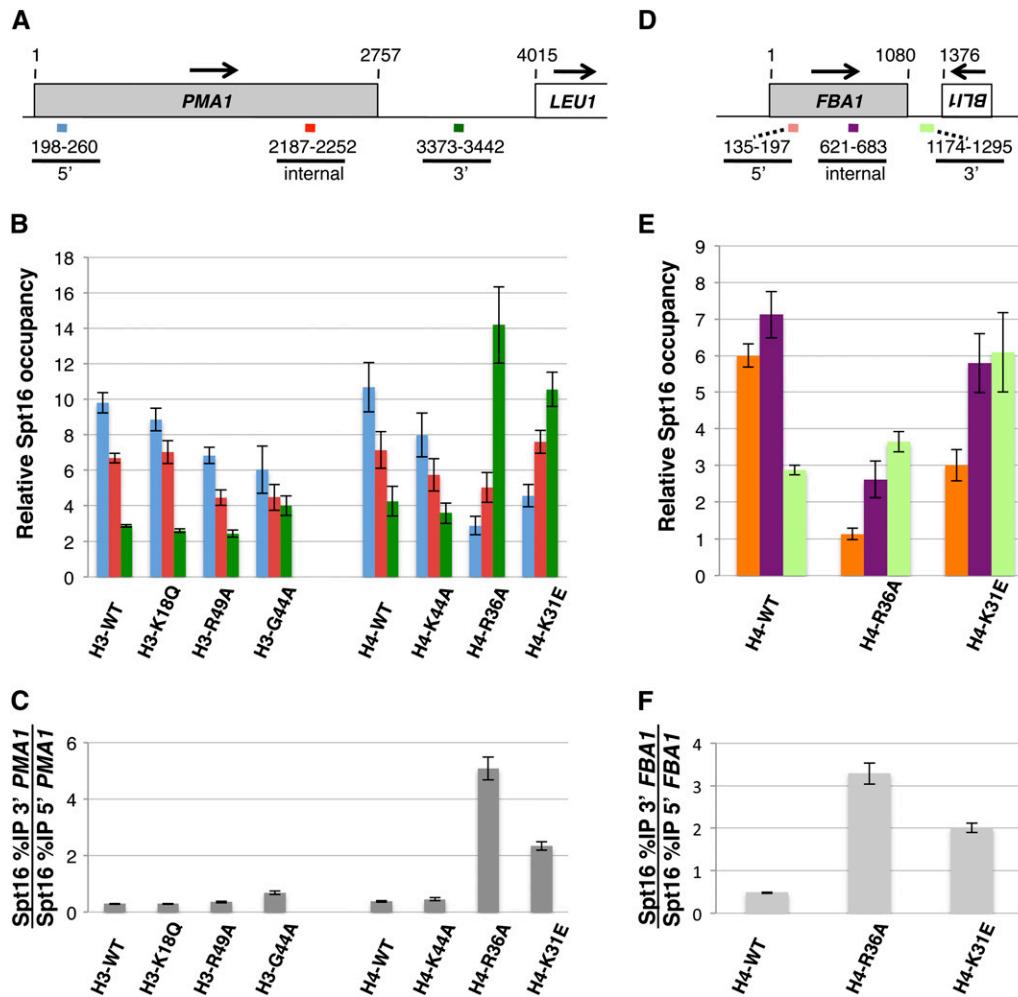 A
1
2757
4015
PMA1
LEU1
198-260
2187-2252
3373-3442
5’
internal
3’
B
Relative Spt16 occupancy
18
16
14
12
10
8
6
4
2
0
H3-WT
H3-K18Q
H3-R49A
H3-G44A
H4-WT
H4-K44A
H4-R36A
H4-K31E
C
Spt16 %IP 3’ PMA1
Spt16 %IP 5’ PMA1
6
4
2
0
H3-WT
H3-K18Q
H3-R49A
H3-G44A
H4-WT
H4-K44A
H4-R36A
H4-K31E
D
1
1080
1376
FBA1
BLI1
135-197
621-683
1174-1295
5’
internal
3’
E
Relative Spt16 occupancy
9
8
7
6
5
4
3
2
1
0
H4-WT
H4-R36A
H4-K31E
F
Spt16 %IP 3’ FBA1
Spt16 %IP 5’ FBA1
4
3
2
1
0
H4-WT
H4-R36A
H4-K31E